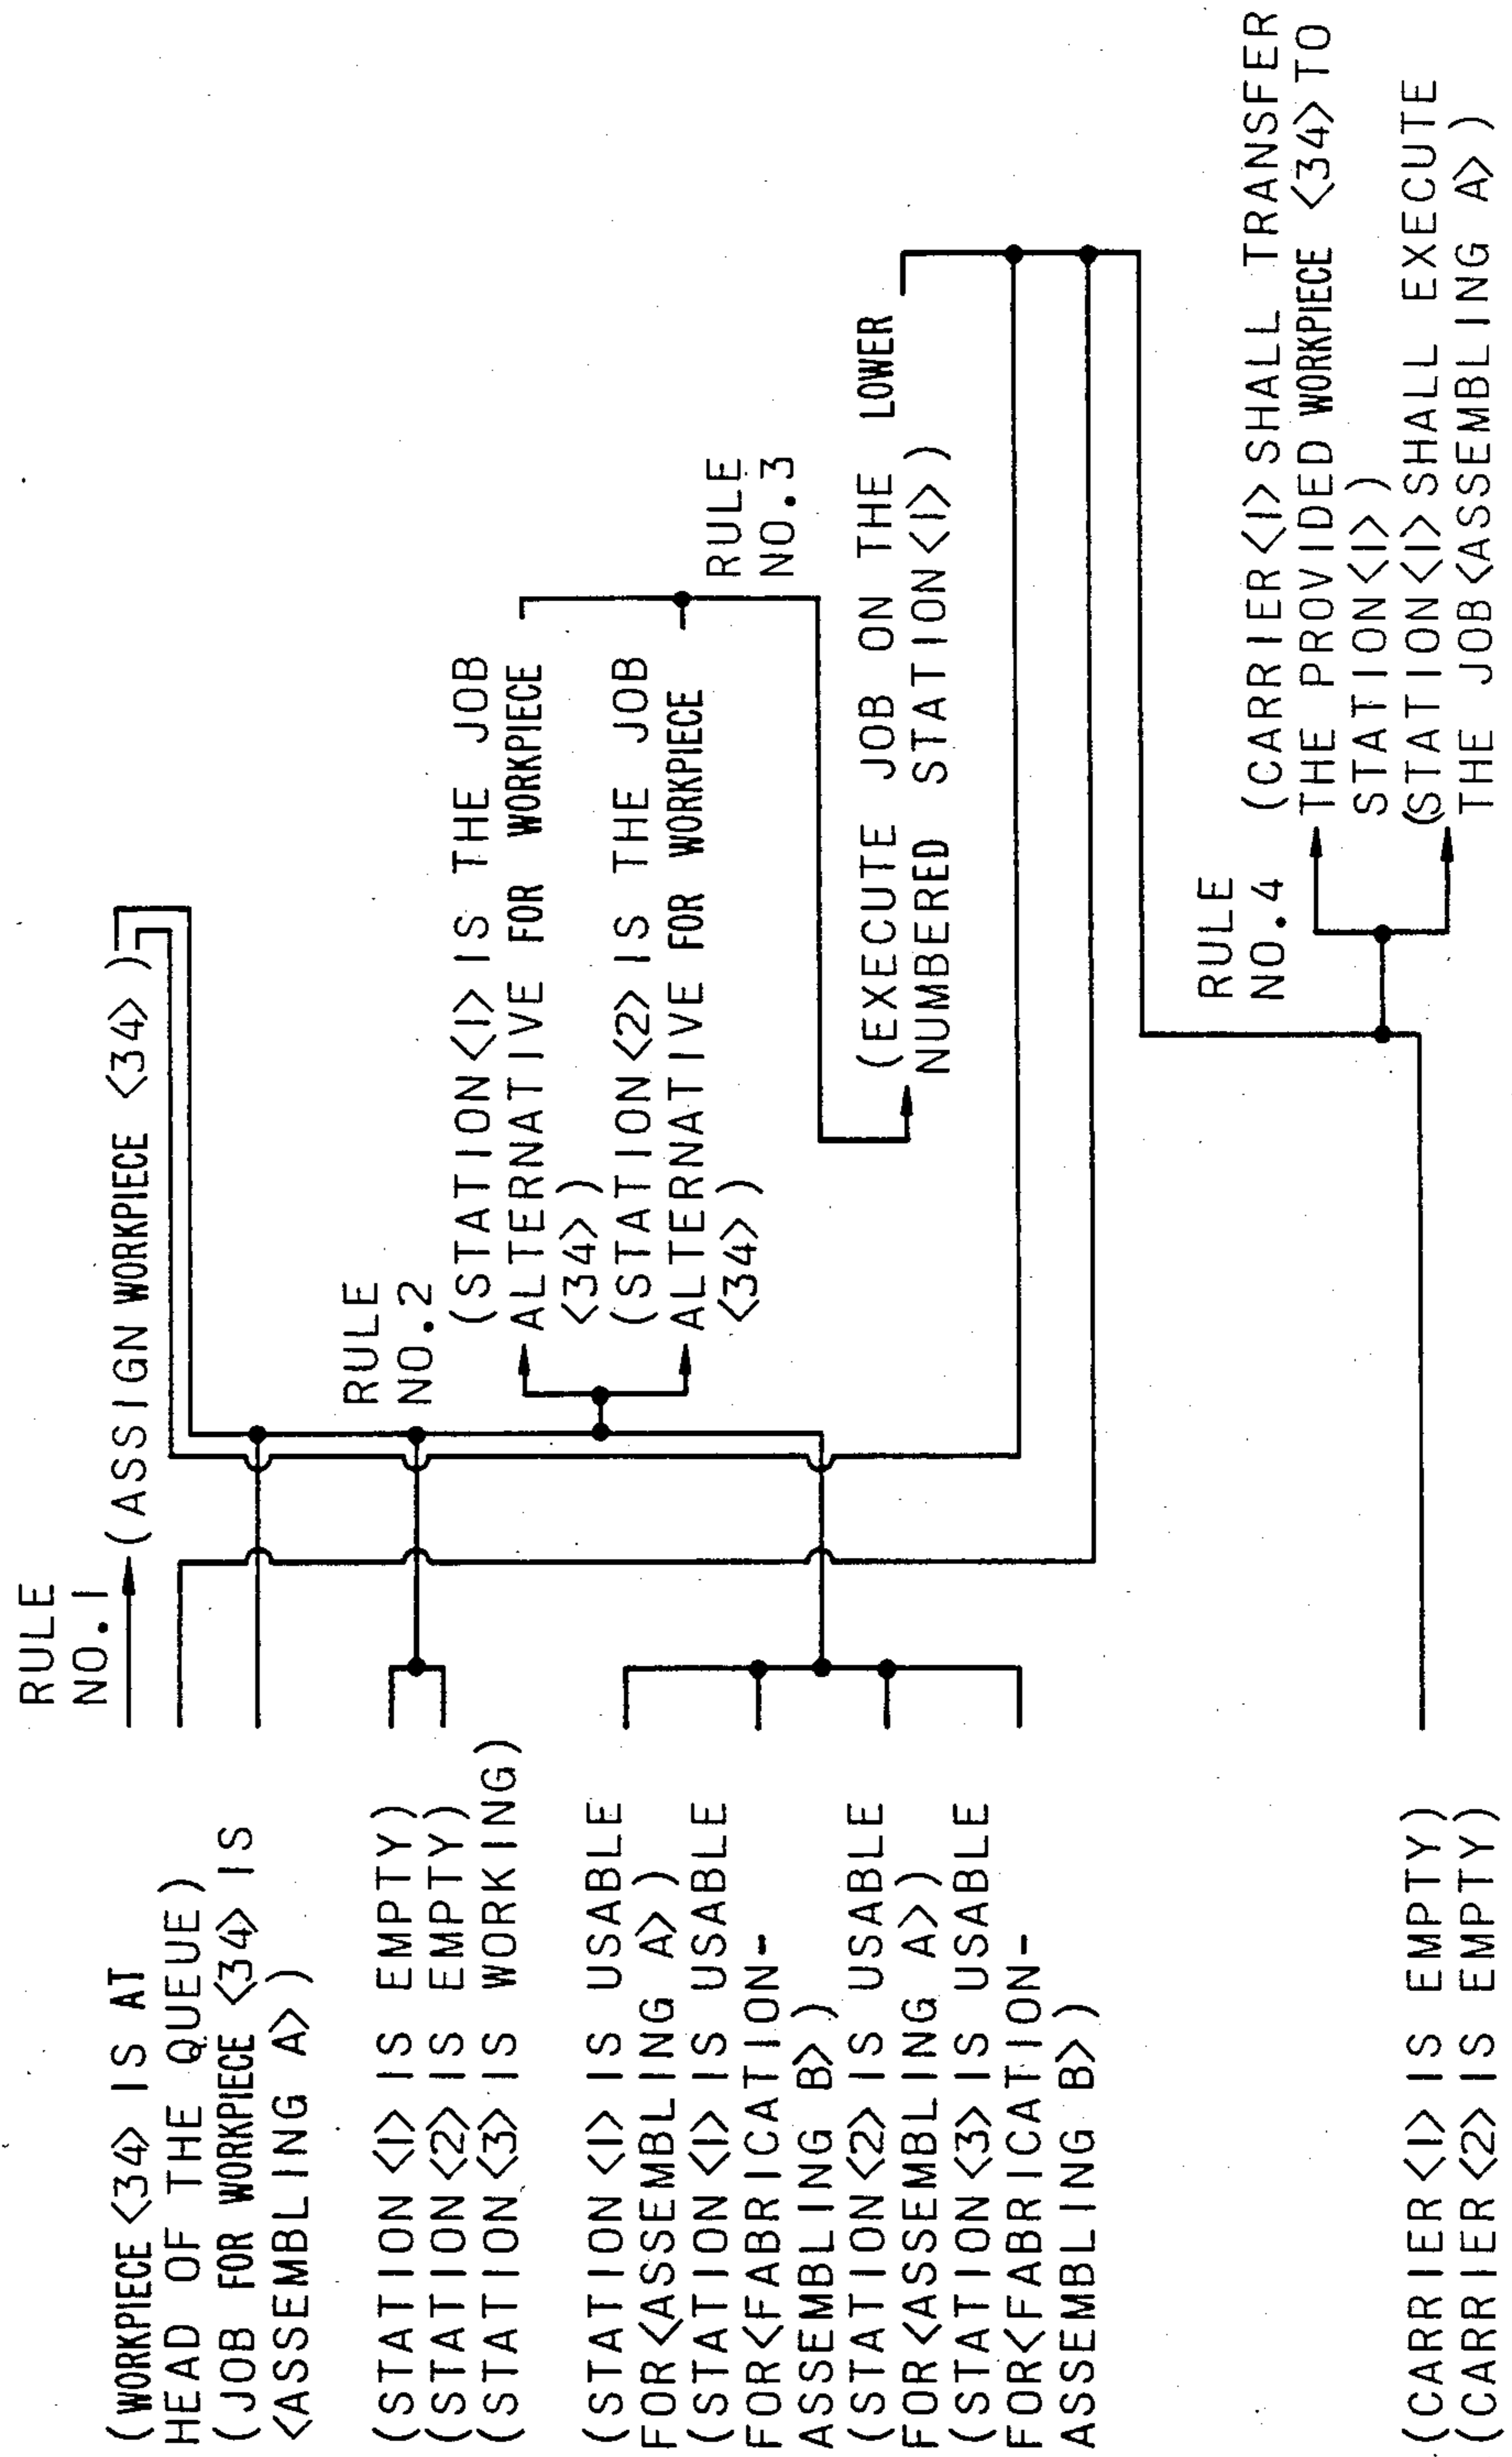 (WORKPIECE <34> IS AT
HEAD OF THE QUEUE)
(JOB FOR WORKPIECE <34> IS
<ASSEMBLING A>)
(STATION <1> IS EMPTY)
(STATION <2> IS EMPTY)
(STATION <3> IS WORKING)
(STATION <1> IS USABLE
FOR <ASSEMBLING A>)
(STATION <1> IS USABLE
FOR <FABRICATION-
ASSEMBLING B>)
(STATION <2> IS USABLE
FOR <ASSEMBLING A>)
(STATION <3> IS USABLE
FOR <FABRICATION-
ASSEMBLING B>)
(CARRIER <1> IS EMPTY)
(CARRIER <2> IS EMPTY)
RULE
NO.1
(ASSIGN WORKPIECE <34>)
RULE
NO.2
(STATION <1> IS THE JOB
ALTERNATIVE FOR WORKPIECE
<34>)
(STATION <2> IS THE JOB
ALTERNATIVE FOR WORKPIECE
<34>)
RULE
NO.3
(EXECUTE JOB ON THE LOWER
NUMBERED STATION <1>)
RULE
NO.4
(CARRIER <1> SHALL TRANSFER
THE PROVIDED WORKPIECE <34> TO
STATION <1>)
(STATION <1> SHALL EXECUTE
THE JOB <ASSEMBLING A>)